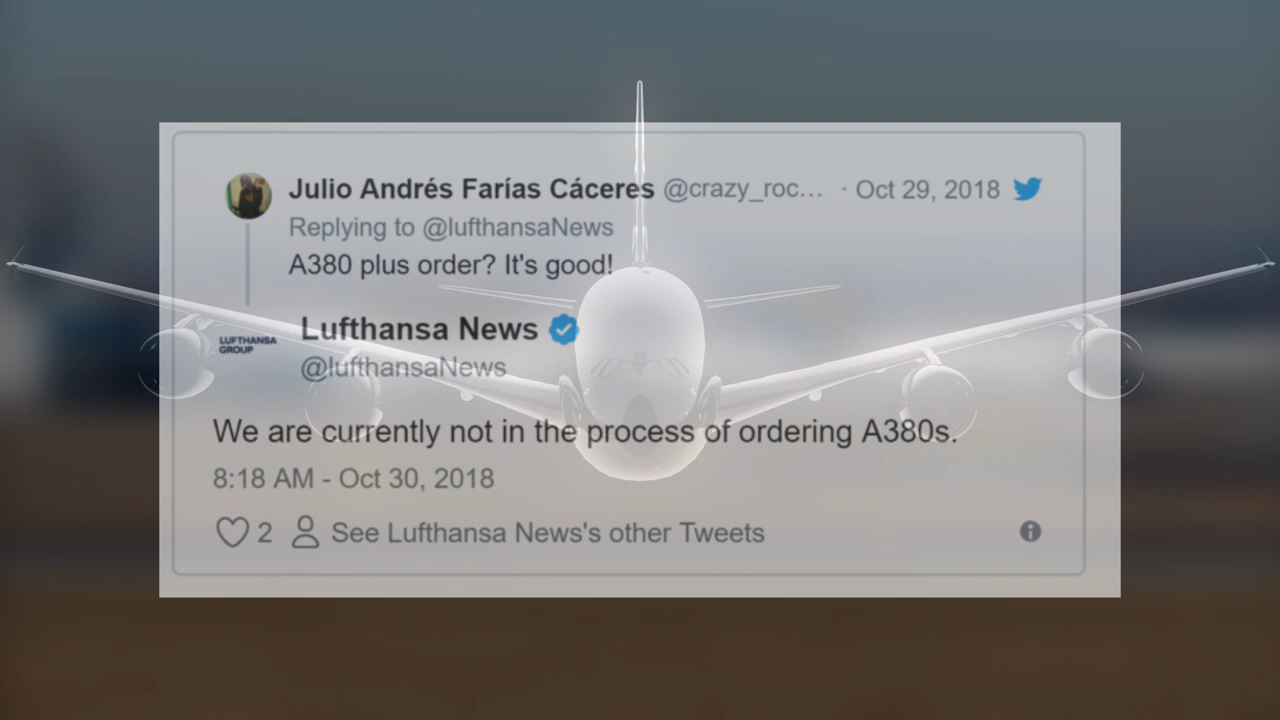 Julio Andrés Farías Cáceres @crazy_roc… · Oct 29, 2018
Replying to @lufthansaNews
A380 plus order? It's good!
Lufthansa News
LUFTHANSA
GROUP
@lufthansaNews
We are currently not in the process of ordering A380s.
8:18 AM - Oct 30, 2018
2 See Lufthansa News's other Tweets